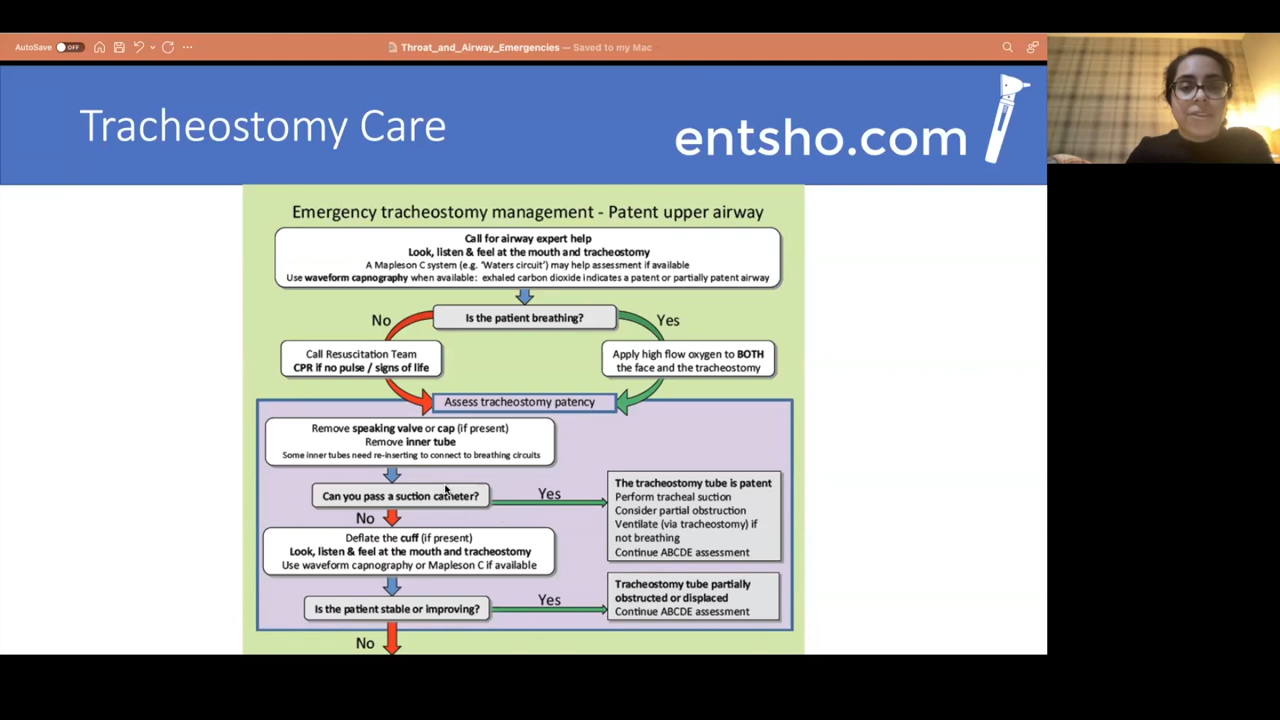 AutoSave OFF
Throat_and_Airway_Emergencies — Saved to my Mac
Tracheostomy Care
entsho.com
Emergency tracheostomy management - Patent upper airway
Call for airway expert help
Look, listen & feel at the mouth and tracheostomy
A Mapleson C system (e.g. ‘Waters circuit’) may help assessment if available
Use waveform capnography when available: exhaled carbon dioxide indicates a patent or partially patent airway
Is the patient breathing?
No
Yes
Call Resuscitation Team
CPR if no pulse / signs of life
Apply high flow oxygen to BOTH
the face and the tracheostomy
Assess tracheostomy patency
Remove speaking valve or cap (if present)
Remove inner tube
Some inner tubes need re-inserting to connect to breathing circuits
Can you pass a suction catheter?
Yes
The tracheostomy tube is patent
Perform tracheal suction
Consider partial obstruction
Ventilate (via tracheostomy) if
not breathing
Continue ABCDE assessment
No
Deflate the cuff (if present)
Look, listen & feel at the mouth and tracheostomy
Use waveform capnography or Mapleson C if available
Is the patient stable or improving?
Yes
Tracheostomy tube partially
obstructed or displaced
Continue ABCDE assessment
No